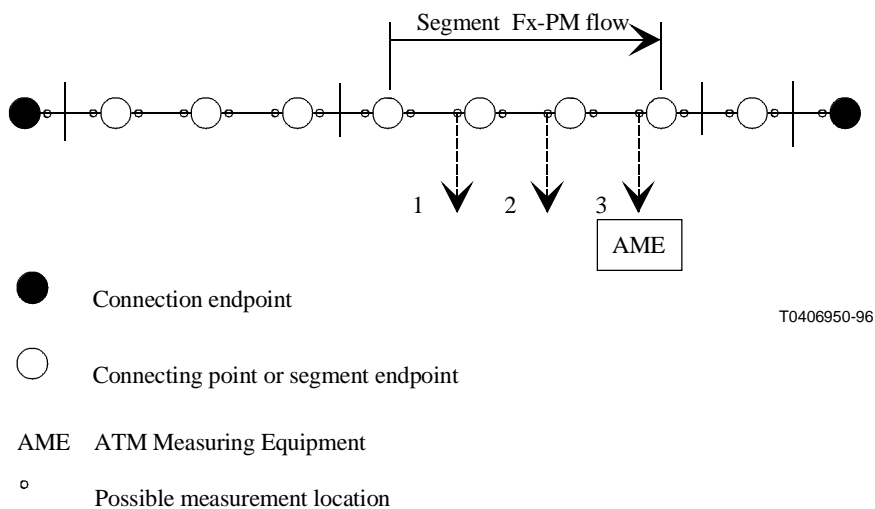 Segment Fx-PM flow
1
2
3
AME
Connection endpoint
T0406950-96
Connecting point or segment endpoint
AME ATM Measuring Equipment
Possible measurement location